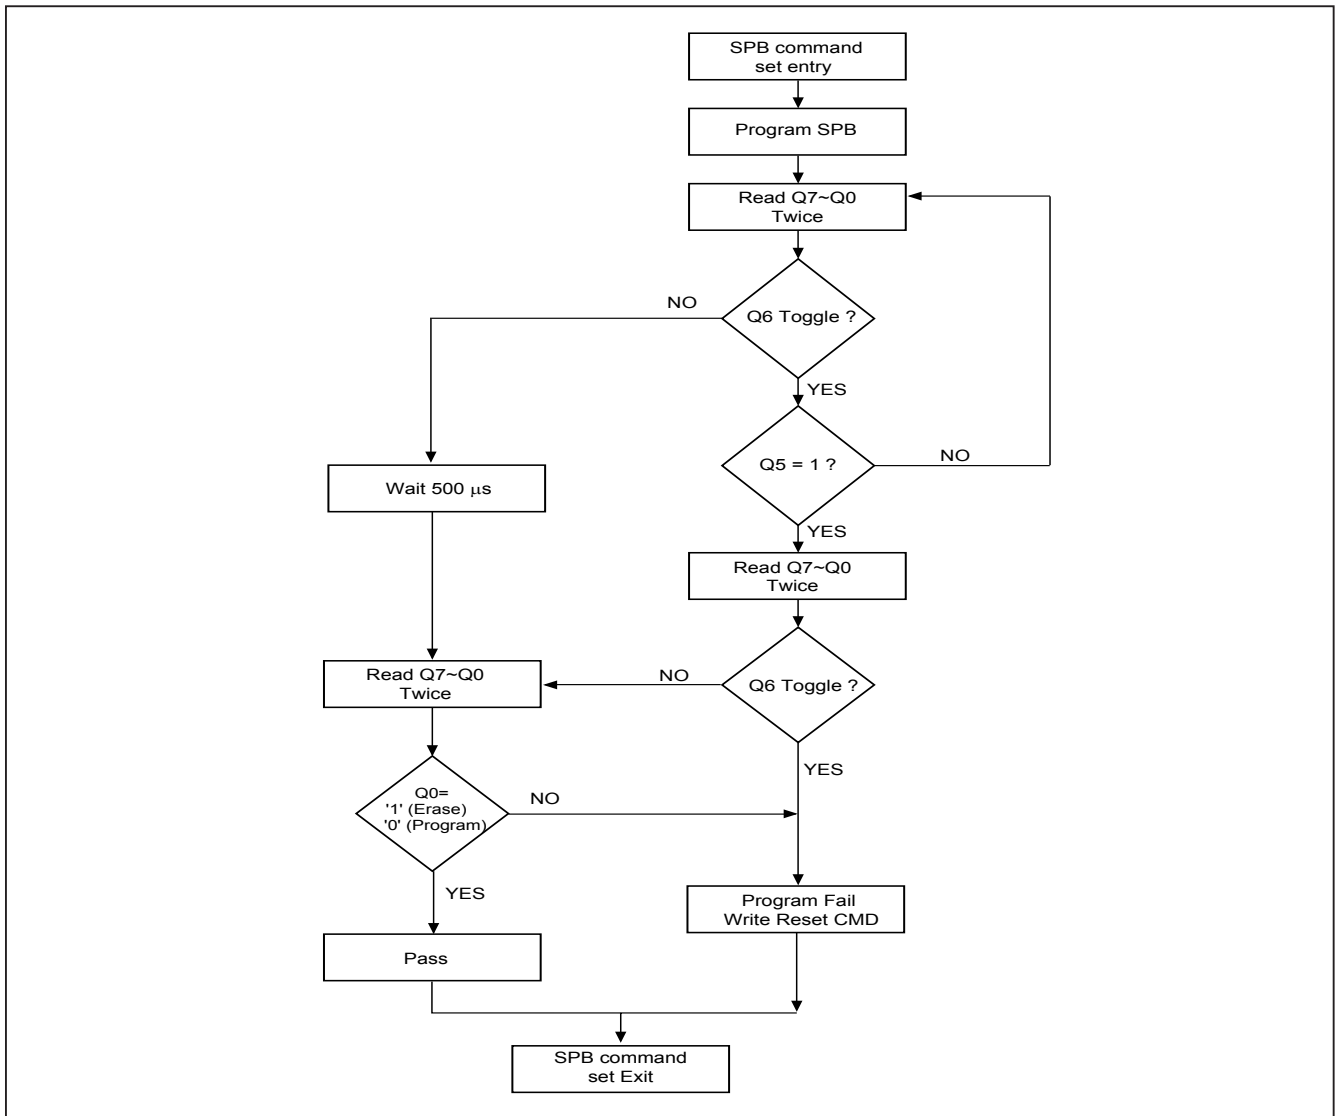 SPB command
set entry
Program SPB
Read Q7~Q0
Twice
NO
Q6 Toggle ?
YES
Q5 = 1 ?
NO
Wait 500 μs
YES
Read Q7~Q0
Twice
Read Q7~Q0
Twice
NO
Q6 Toggle ?
YES
Q0=
'1' (Erase)
'0' (Program)
NO
YES
Program Fail
Write Reset CMD
Pass
SPB command
set Exit